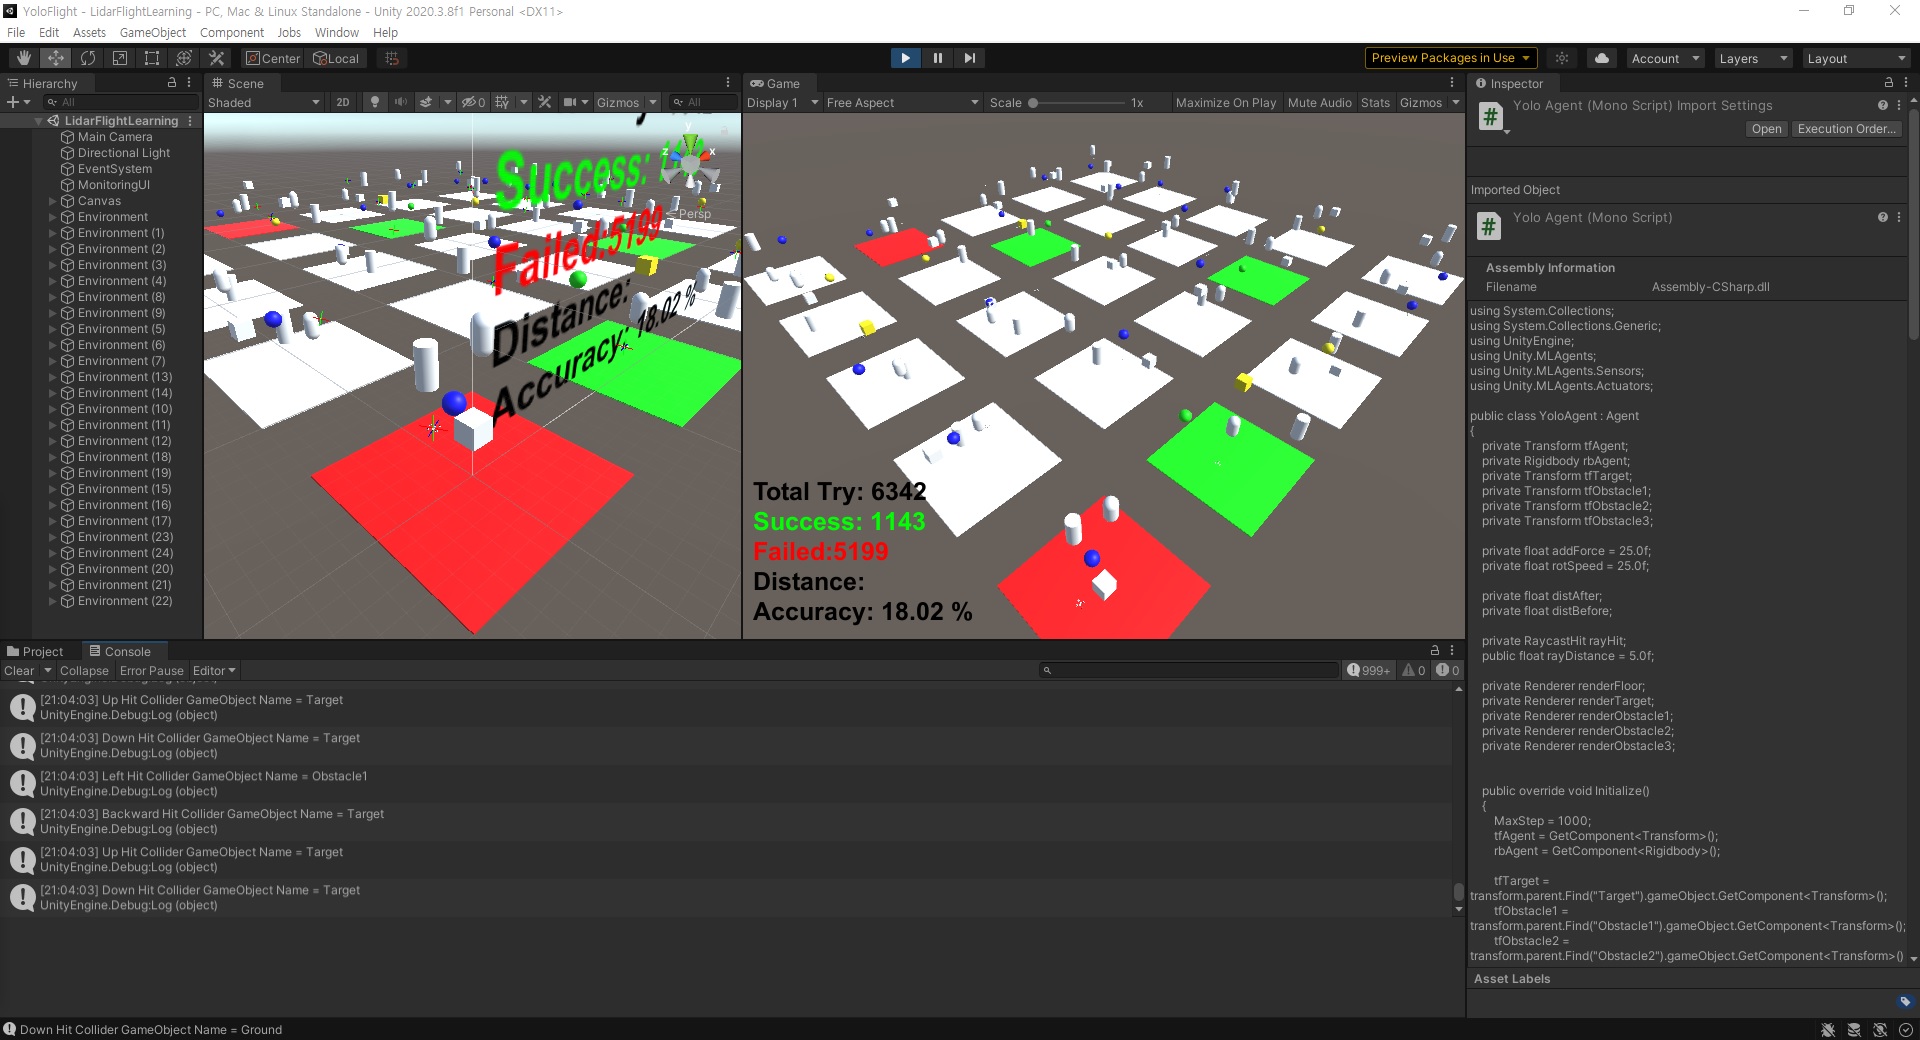 YoloFlight - LidarFlightLearning - PC, Mac & Linux Standalone - Unity 2020.3.8f1 Personal <DX11>
File Edit Assets GameObject Component Jobs Window Help
Center Local Preview Packages in Use Account Layers Layout
Hierarchy
All
LidarFlightLearning
Main Camera
Directional Light
EventSystem
MonitoringUI
Canvas
Environment
Environment (1)
Environment (2)
Environment (3)
Environment (4)
Environment (8)
Environment (9)
Environment (5)
Environment (6)
Environment (7)
Environment (13)
Environment (14)
Environment (10)
Environment (11)
Environment (12)
Environment (18)
Environment (19)
Environment (15)
Environment (16)
Environment (17)
Environment (23)
Environment (24)
Environment (20)
Environment (21)
Environment (22)
Scene
Shaded 2D 0 Gizmos All
y
z x
Persp
Success:
Failed:5199
Distance:
Accuracy: 18.02 %
Game
Display 1 Free Aspect Scale 1x Maximize On Play Mute Audio Stats Gizmos
Total Try: 6342
Success: 1143
Failed:5199
Distance:
Accuracy: 18.02 %
Inspector
Yolo Agent (Mono Script) Import Settings
Open Execution Order...
Imported Object
Yolo Agent (Mono Script)
Assembly Information
Filename Assembly-CSharp.dll
using System.Collections;
using System.Collections.Generic;
using UnityEngine;
using Unity.MLAgents;
using Unity.MLAgents.Sensors;
using Unity.MLAgents.Actuators;
public class YoloAgent : Agent
{
private Transform tfAgent;
private Rigidbody rbAgent;
private Transform tfTarget;
private Transform tfObstacle1;
private Transform tfObstacle2;
private Transform tfObstacle3;
private float addForce = 25.0f;
private float rotSpeed = 25.0f;
private float distAfter;
private float distBefore;
private RaycastHit rayHit;
public float rayDistance = 5.0f;
private Renderer renderFloor;
private Renderer renderTarget;
private Renderer renderObstacle1;
private Renderer renderObstacle2;
private Renderer renderObstacle3;
public override void Initialize()
{
MaxStep = 1000;
tfAgent = GetComponent<Transform>();
rbAgent = GetComponent<Rigidbody>();
tfTarget =
transform.parent.Find("Target").gameObject.GetComponent<Transform>();
tfObstacle1 =
transform.parent.Find("Obstacle1").gameObject.GetComponent<Transform>();
tfObstacle2 =
transform.parent.Find("Obstacle2").gameObject.GetComponent<Transform>()
Asset Labels
Project Console
Clear Collapse Error Pause Editor 999+ 0 0
[21:04:03] Up Hit Collider GameObject Name = Target
UnityEngine.Debug:Log (object)
[21:04:03] Down Hit Collider GameObject Name = Target
UnityEngine.Debug:Log (object)
[21:04:03] Left Hit Collider GameObject Name = Obstacle1
UnityEngine.Debug:Log (object)
[21:04:03] Backward Hit Collider GameObject Name = Target
UnityEngine.Debug:Log (object)
[21:04:03] Up Hit Collider GameObject Name = Target
UnityEngine.Debug:Log (object)
[21:04:03] Down Hit Collider GameObject Name = Target
UnityEngine.Debug:Log (object)
Down Hit Collider GameObject Name = Ground